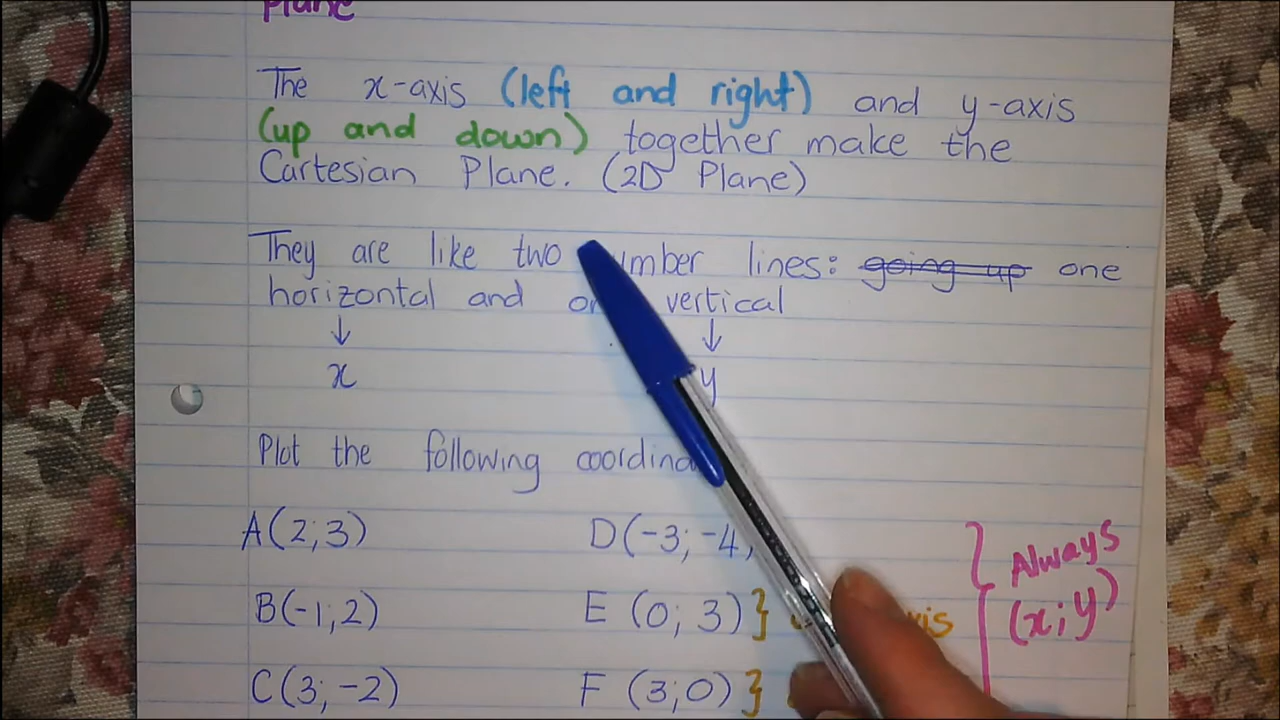 Plane
The x-axis (left and right) and y-axis
(up and down) together make the
Cartesian Plane. (2D Plane)
They are like two number lines: going up one
horizontal and one vertical
↓ ↓
x y
Plot the following
A(2;3) D(-3;-4)
B(-1;2) E (0; 3) }
C(3;-2) F (3;0) }
Always
(x;y)